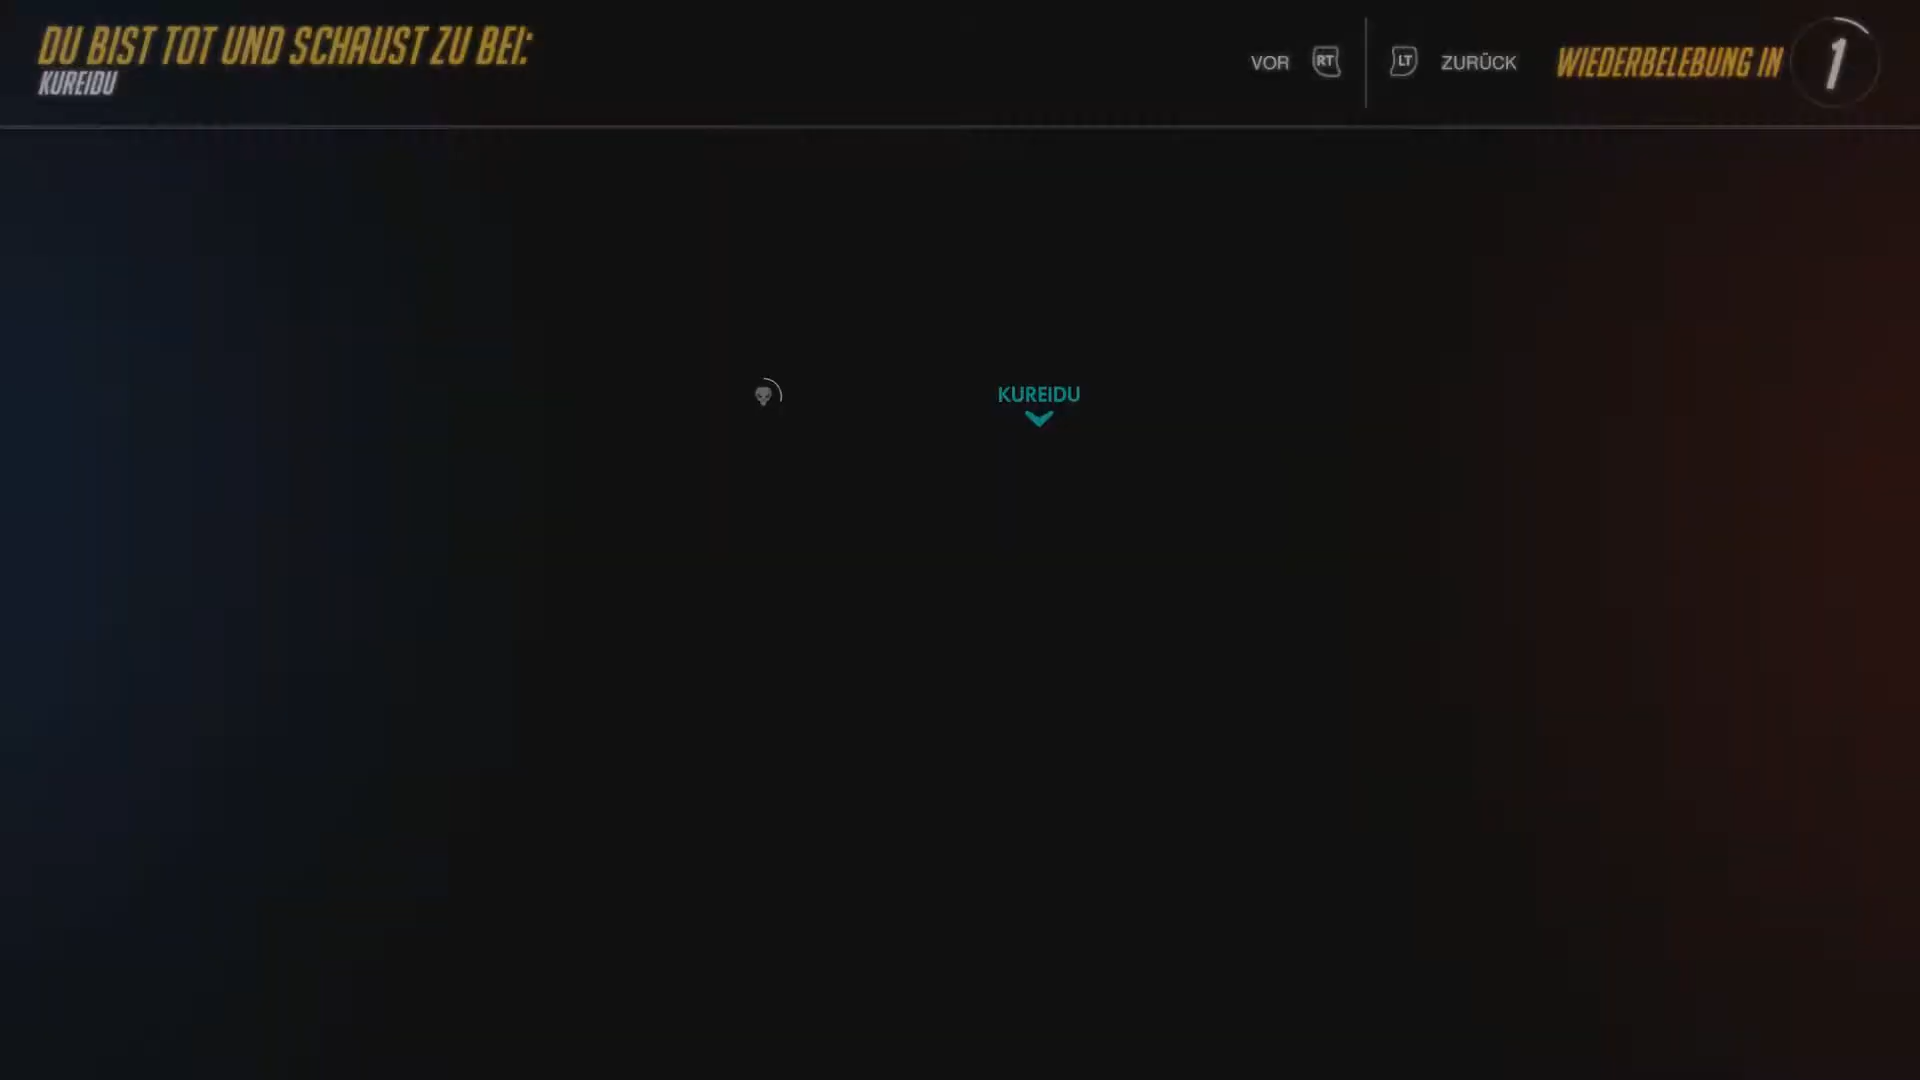 DU BIST TOT UND SCHAUST ZU BEI:
KUREIDU
VOR RT LT ZURÜCK WIEDERBELEBUNG IN 1
KUREIDU